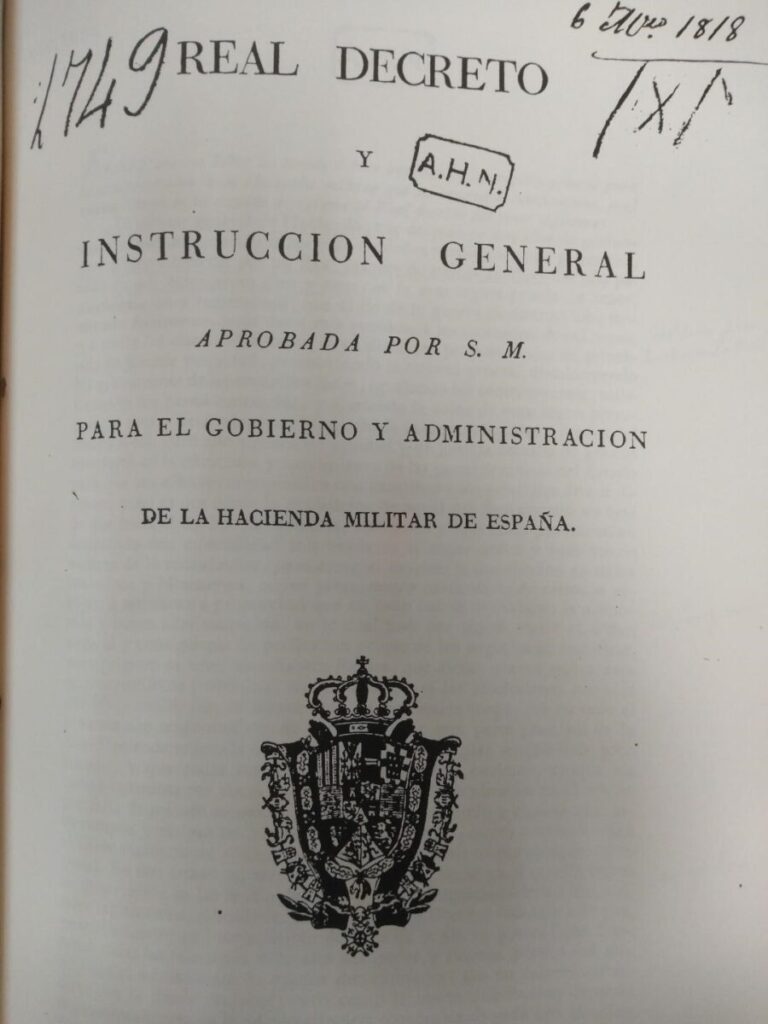 6 Nov.º 1818
1749
REAL DECRETO
Y
A.H.N.
INSTRUCCION GENERAL
APROBADA POR S. M.
PARA EL GOBIERNO Y ADMINISTRACION
DE LA HACIENDA MILITAR DE ESPAÑA.